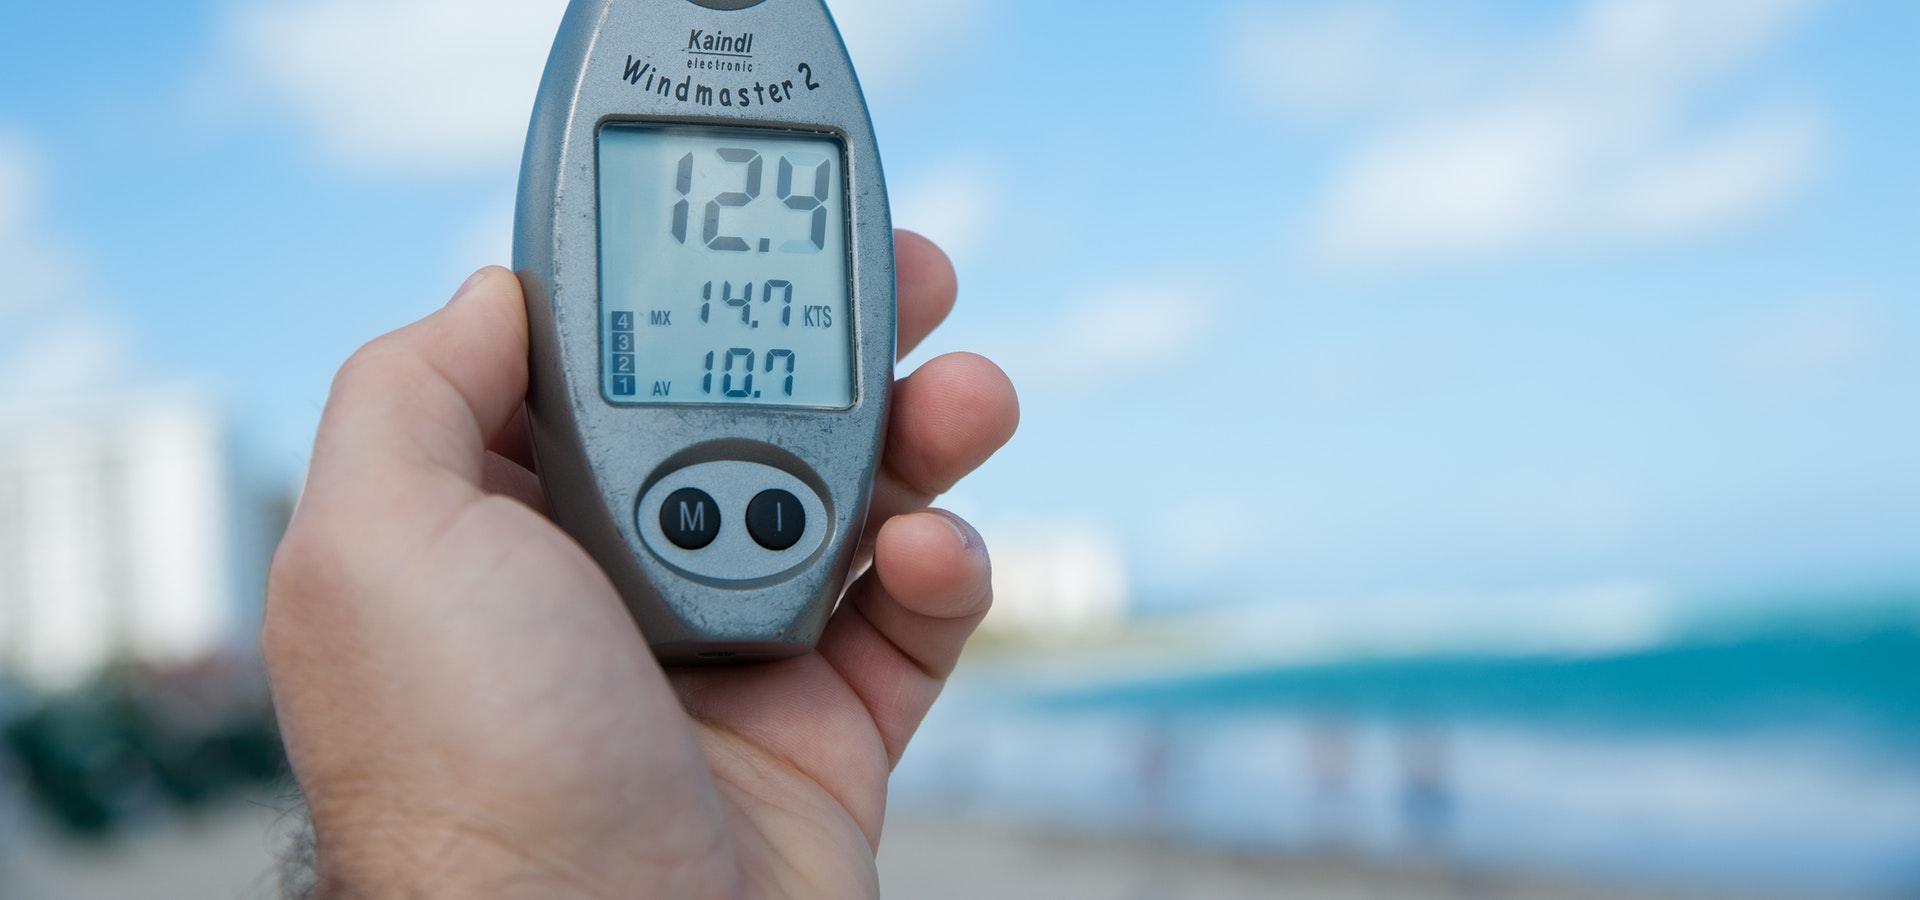 Kaindl
electronic
Windmaster 2
12.4
MX 14.7 KTS
4
3
2
1 AV 10.7
M I